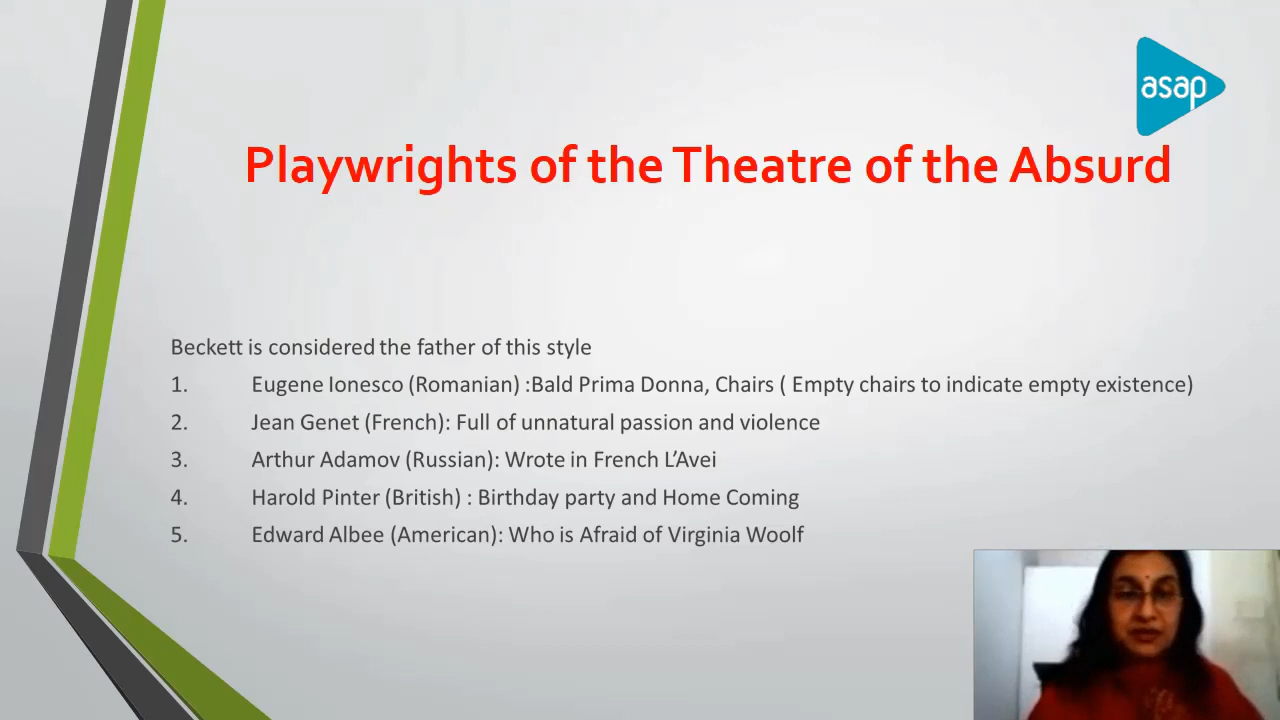 asap
Playwrights of the Theatre of the Absurd
Beckett is considered the father of this style
1. Eugene Ionesco (Romanian) :Bald Prima Donna, Chairs ( Empty chairs to indicate empty existence)
2. Jean Genet (French): Full of unnatural passion and violence
3. Arthur Adamov (Russian): Wrote in French L’Avei
4. Harold Pinter (British) : Birthday party and Home Coming
5. Edward Albee (American): Who is Afraid of Virginia Woolf